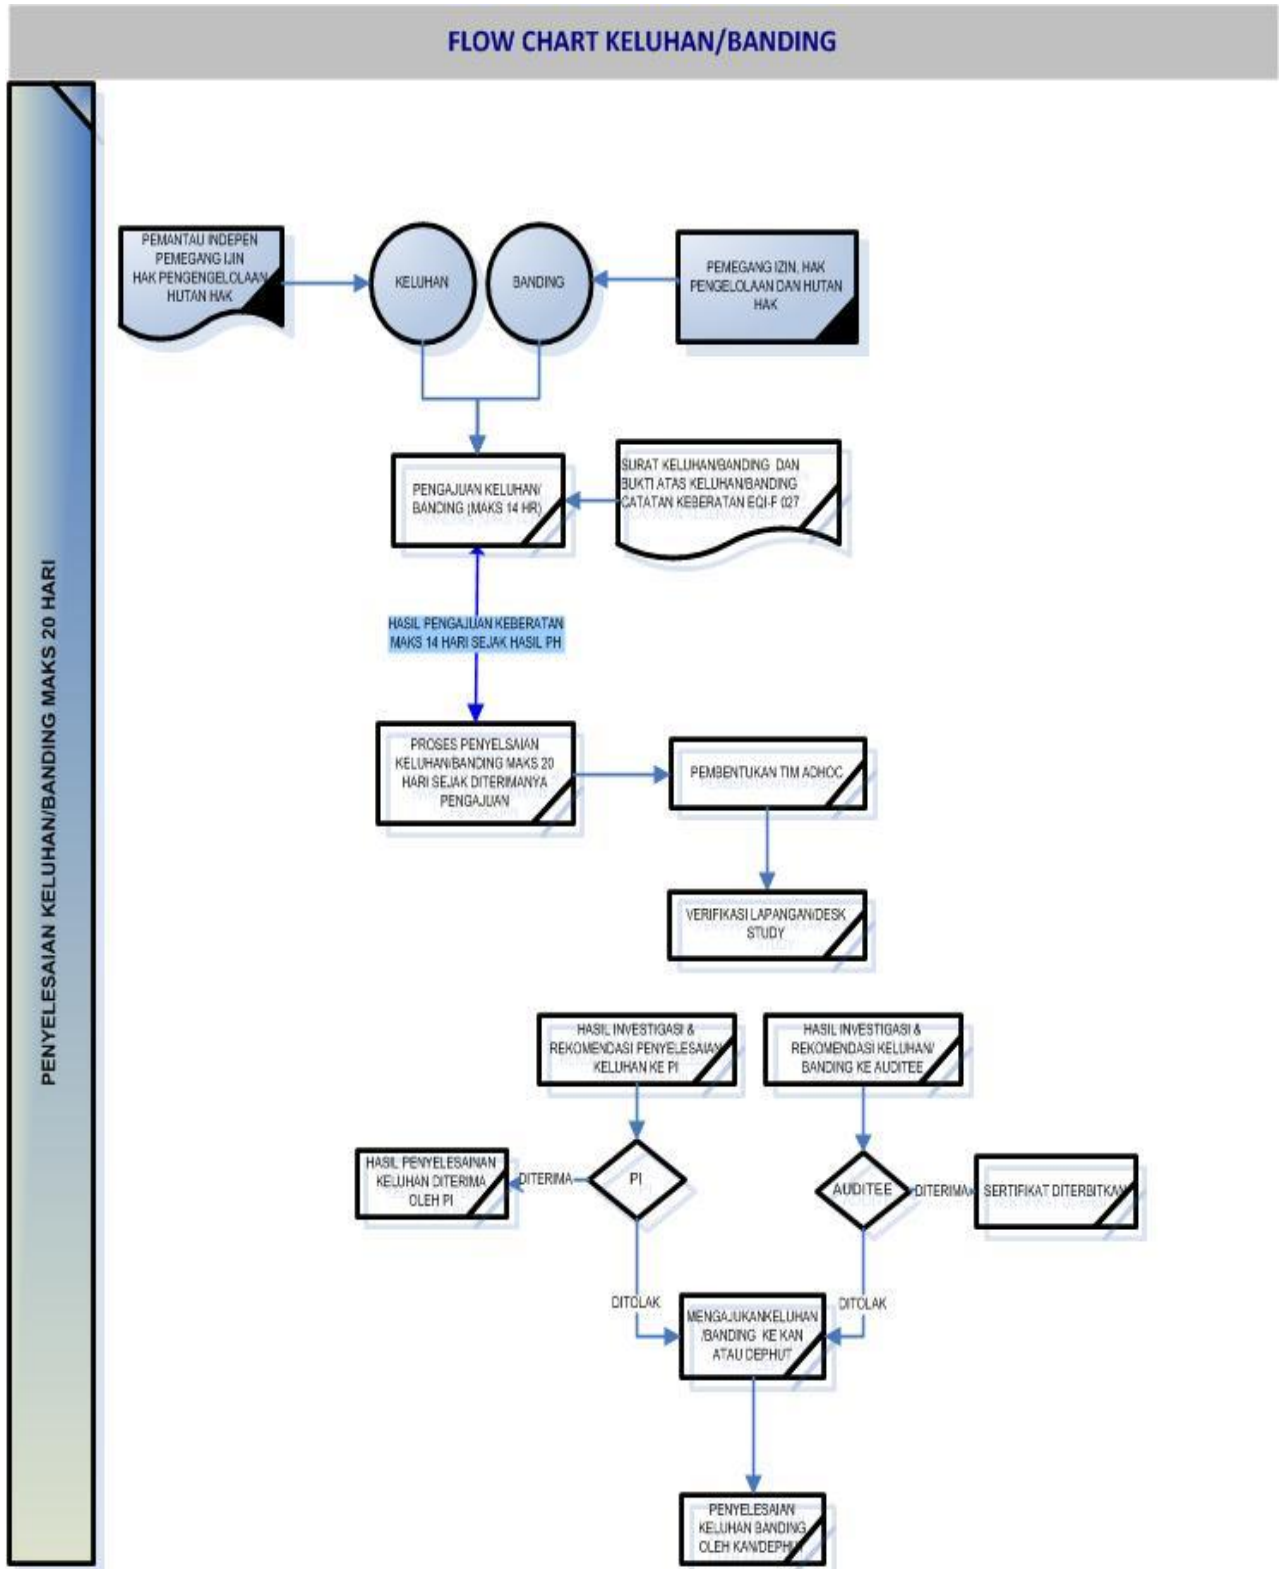 FLOW CHART KELUHAN/BANDING
PENYELESAIAN KELUHAN/BANDING MAKS 20 HARI
PEMANTAU INDEPEN
PEMEGANG IJIN
HAK PENGENGELOLAAN
HUTAN HAK
KELUHAN
BANDING
PEMEGANG IZIN, HAK
PENGELOLAAN DAN HUTAN
HAK
PENGAJUAN KELUHAN/
BANDING (MAKS 14 HR)
SURAT KELUHAN/BANDING DAN
BUKTI ATAS KELUHAN/BANDING
CATATAN KEBERATAN EQI-F 027
HASIL PENGAJUAN KEBERATAN
MAKS 14 HARI SEJAK HASIL PH
PROSES PENYELSAIAN
KELUHAN/BANDING MAKS 20
HARI SEJAK DITERIMANYA
PENGAJUAN
PEMBENTUKAN TIM ADHOC
VERIFIKASI LAPANGAN/DESK
STUDY
HASIL INVESTIGASI &
REKOMENDASI PENYELESAIAN
KELUHAN KE PI
HASIL INVESTIGASI &
REKOMENDASI KELUHAN/
BANDING KE AUDITEE
HASIL PENYELESAINAN
KELUHAN DITERIMA
OLEH PI
DITERIMA
PI
AUDITEE
DITERIMA
SERTIFIKAT DITERBITKAN
DITOLAK
MENGAJUKANKELUHAN
/BANDING KE KAN
ATAU DEPHUT
DITOLAK
PENYELESAIAN
KELUHAN BANDING
OLEH KAN/DEPHUT